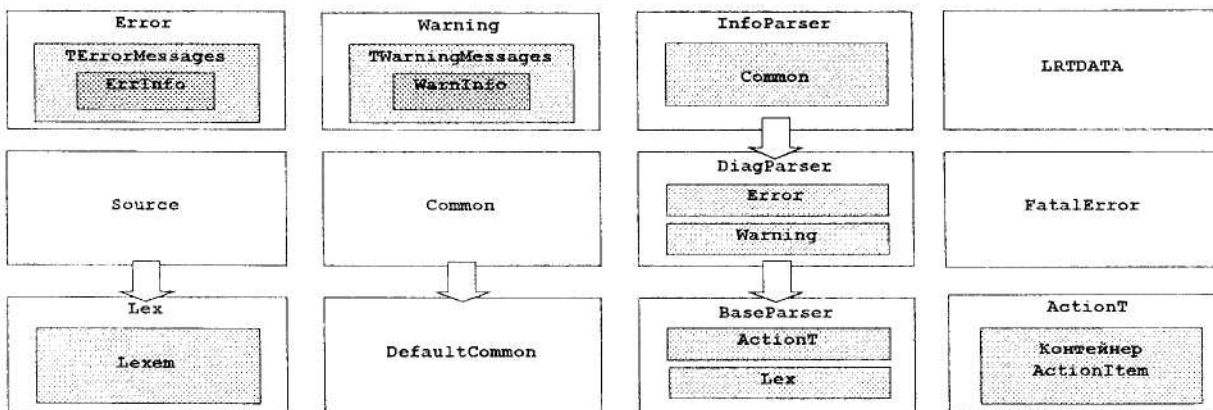 Error
TErrorMessages
ErrInfo
Warning
TWarningMessages
WarnInfo
InfoParser
Common
LRTDATA
Source
Common
DiagParser
Error
Warning
FatalError
Lex
Lexem
DefaultCommon
BaseParser
ActionT
Lex
ActionT
Контейнер
ActionItem